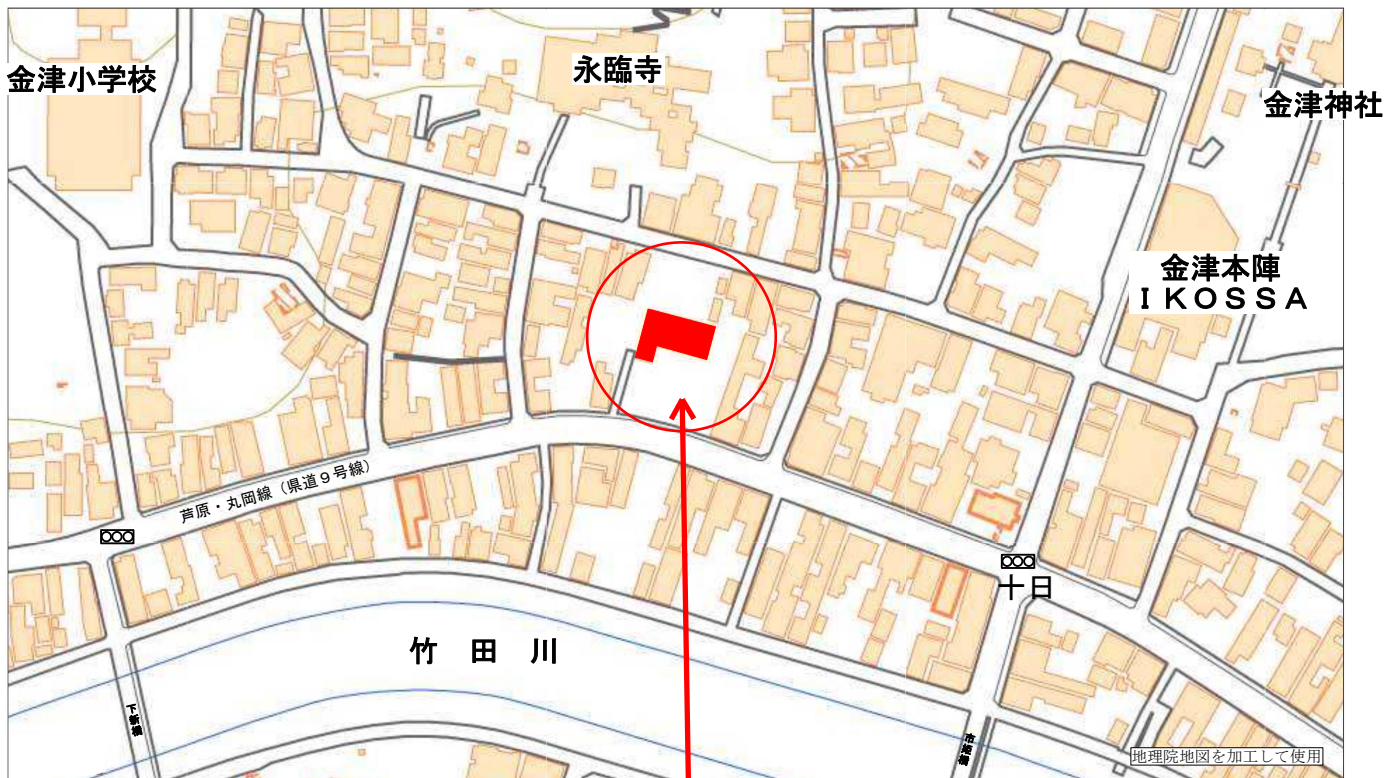 金津小学校
永臨寺
金津神社
金津本陣
ＩＫＯＳＳＡ
芦原・丸岡線（県道９号線）
十日
竹　田　川
下新橋
市姫橋
地理院地図を加工して使用